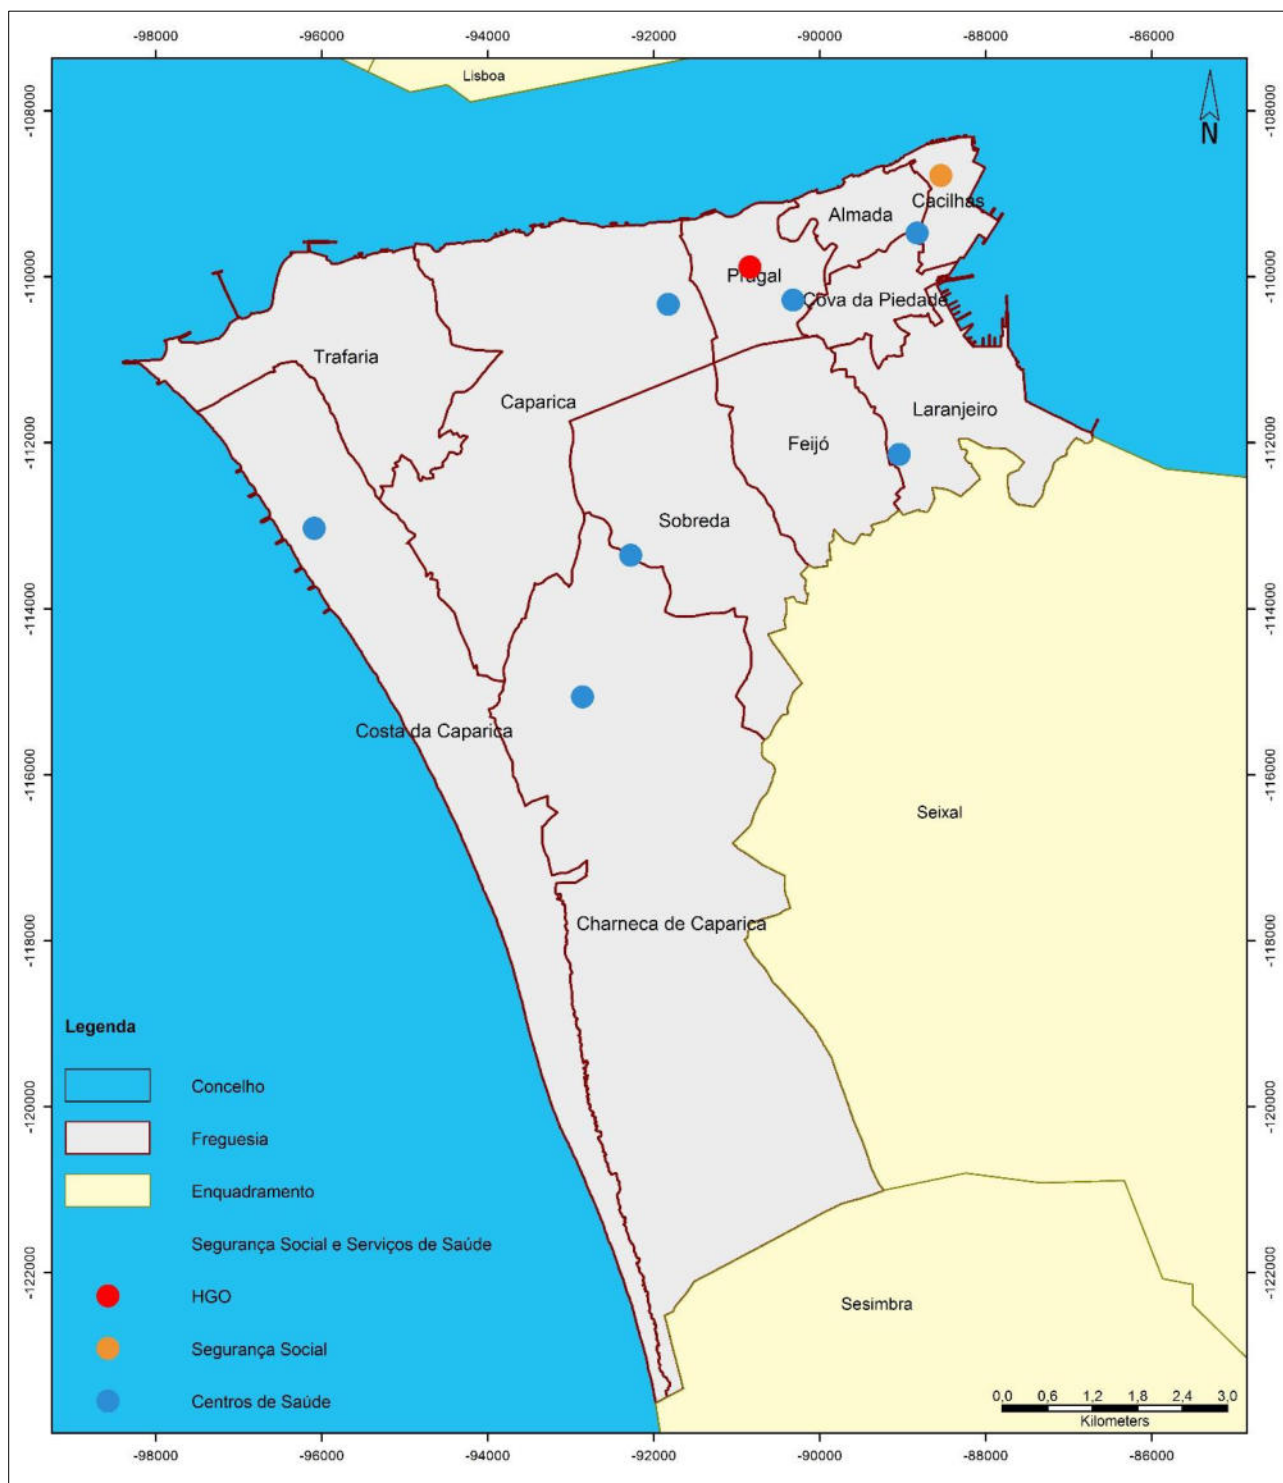 -98000 -96000 -94000 -92000 -90000 -88000 -86000
Lisboa
N
-108000 -108000
Cacilhas
Almada
-110000 -110000
Pragal
Cova da Piedade
Trafaria
Caparica
Laranjeiro
-112000 -112000
Feijó
Sobreda
-114000 -114000
Costa da Caparica
-116000 -116000
Seixal
Charneca de Caparica
-118000 -118000
Legenda
Concelho
-120000 -120000
Freguesia
Enquadramento
Segurança Social e Serviços de Saúde
-122000 -122000
HGO
Sesimbra
Segurança Social
Centros de Saúde
0,0 0,6 1,2 1,8 2,4 3,0
Kilometers
-98000 -96000 -94000 -92000 -90000 -88000 -86000